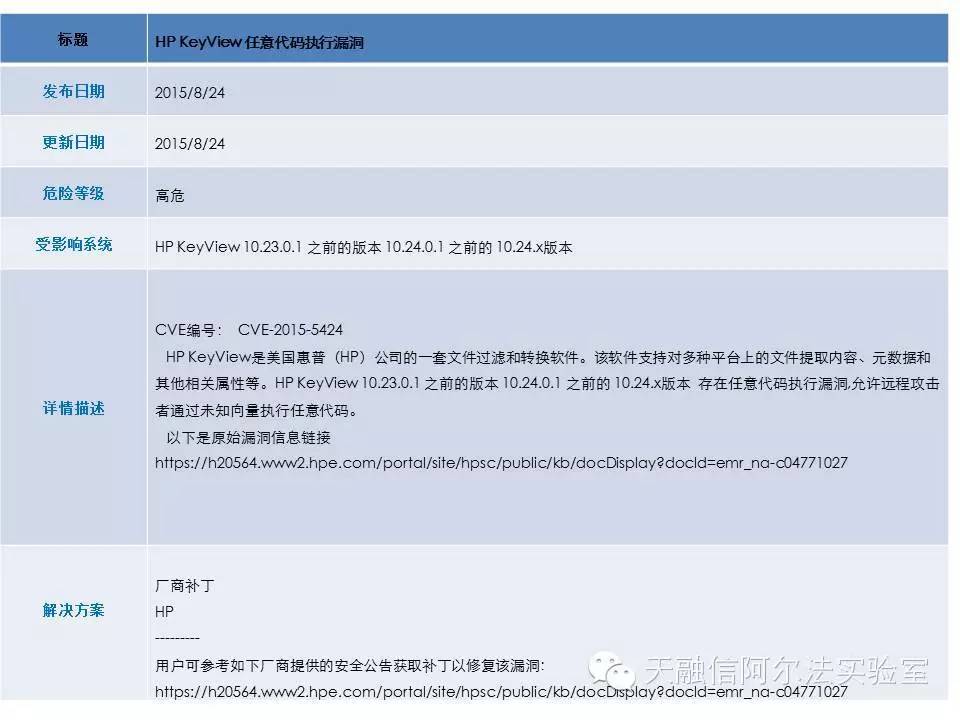 标题
HP KeyView 任意代码执行漏洞
发布日期
2015/8/24
更新日期
2015/8/24
危险等级
高危
受影响系统
HP KeyView 10.23.0.1 之前的版本 10.24.0.1 之前的 10.24.x版本
详情描述
CVE编号： CVE-2015-5424
HP KeyView是美国惠普（HP）公司的一套文件过滤和转换软件。该软件支持对多种平台上的文件提取内容、元数据和
其他相关属性等。HP KeyView 10.23.0.1 之前的版本 10.24.0.1 之前的 10.24.x版本 存在任意代码执行漏洞,允许远程攻击
者通过未知向量执行任意代码。
以下是原始漏洞信息链接
https://h20564.www2.hpe.com/portal/site/hpsc/public/kb/docDisplay?docId=emr_na-c04771027
解决方案
厂商补丁
HP
---------
用户可参考如下厂商提供的安全公告获取补丁以修复该漏洞：
https://h20564.www2.hpe.com/portal/site/hpsc/public/kb/docDisplay?docId=emr_na-c04771027
天融信阿尔法实验室